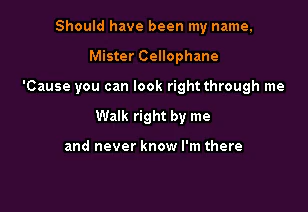 Should have been my name,
Mister Cellophane
'Cause you can look right through me
Walk right by me
and never know I'm there